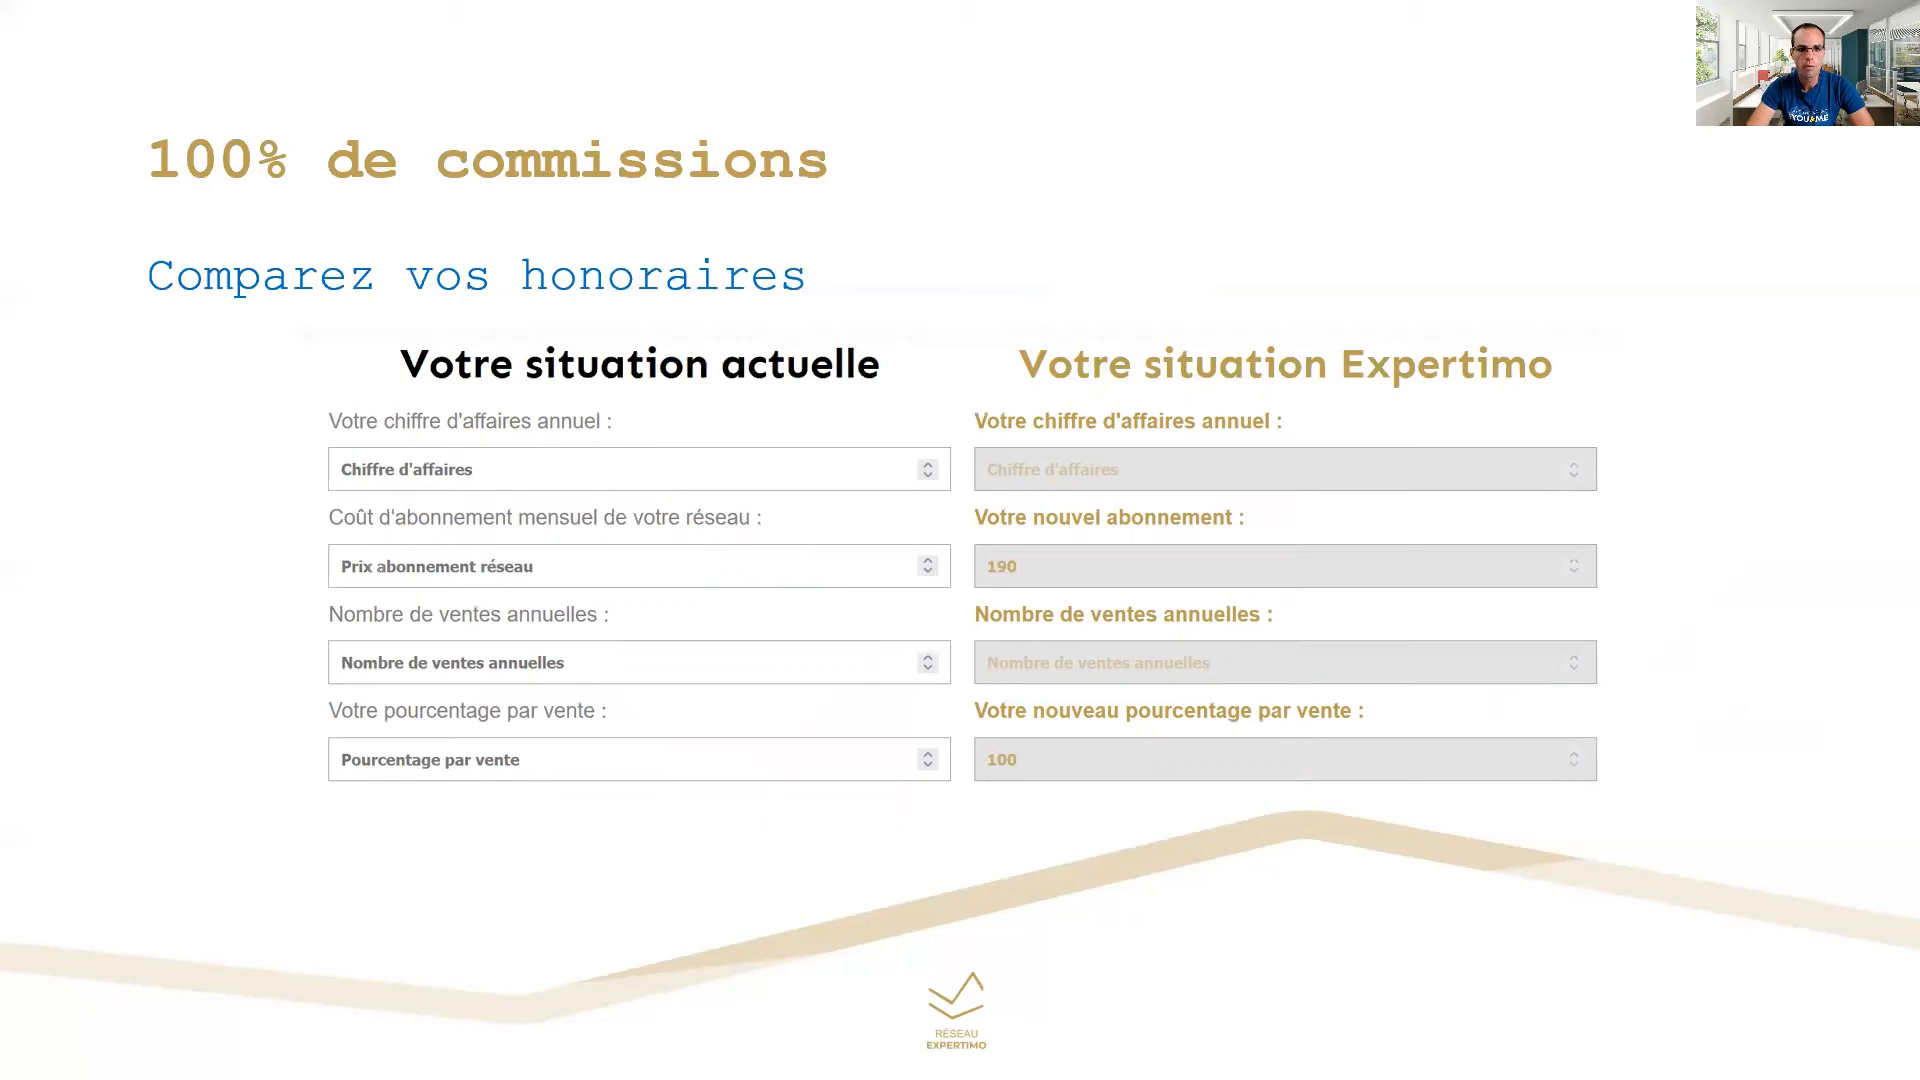 YOU&ME
100% de commissions
Comparez vos honoraires
Votre situation actuelle
Votre chiffre d'affaires annuel :
Chiffre d'affaires
Coût d'abonnement mensuel de votre réseau :
Prix abonnement réseau
Nombre de ventes annuelles :
Nombre de ventes annuelles
Votre pourcentage par vente :
Pourcentage par vente
Votre situation Expertimo
Votre chiffre d'affaires annuel :
Chiffre d'affaires
Votre nouvel abonnement :
190
Nombre de ventes annuelles :
Nombre de ventes annuelles
Votre nouveau pourcentage par vente :
100
RÉSEAU
EXPERTIMO